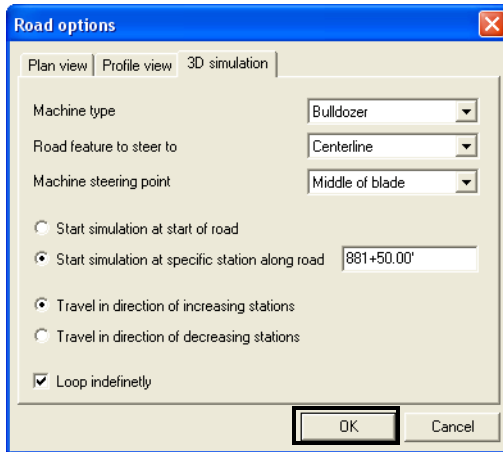 Road options
Plan view Profile view 3D simulation
Machine type Bulldozer
Road feature to steer to Centerline
Machine steering point Middle of blade
Start simulation at start of road
Start simulation at specific station along road 881+50.00'
Travel in direction of increasing stations
Travel in direction of decreasing stations
Loop indefinetly
OK Cancel